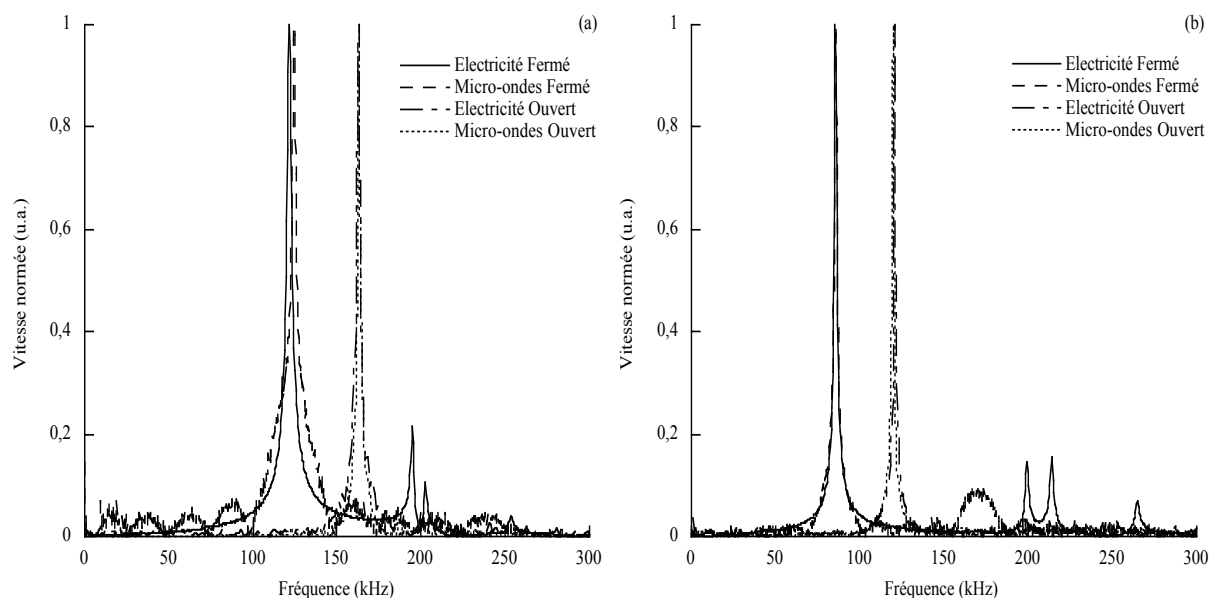 (a)
Electricité Fermé
Micro-ondes Fermé
Electricité Ouvert
Micro-ondes Ouvert
1
0,8
0,6
0,4
0,2
0
Vitesse normée (u.a.)
0 50 100 150 200 250 300
Fréquence (kHz)
(b)
Electricité Fermé
Micro-ondes Fermé
Electricité Ouvert
Micro-ondes Ouvert
1
0,8
0,6
0,4
0,2
0
Vitesse normée (u.a.)
0 50 100 150 200 250 300
Fréquence (kHz)